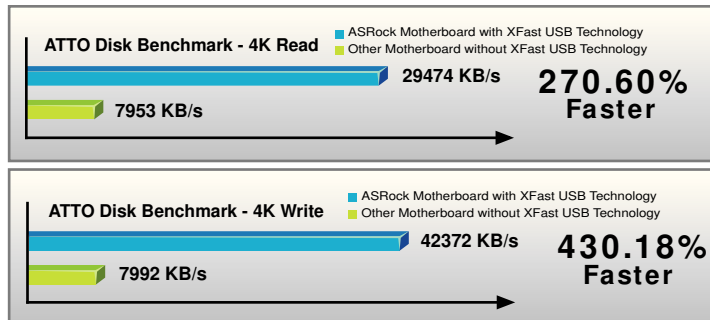 ASRock Motherboard with XFast USB Technology
ATTO Disk Benchmark - 4K Read
Other Motherboard without XFast USB Technology
29474 KB/s
270.60%
Faster
7953 KB/s
ASRock Motherboard with XFast USB Technology
ATTO Disk Benchmark - 4K Write
Other Motherboard without XFast USB Technology
42372 KB/s
430.18%
Faster
7992 KB/s